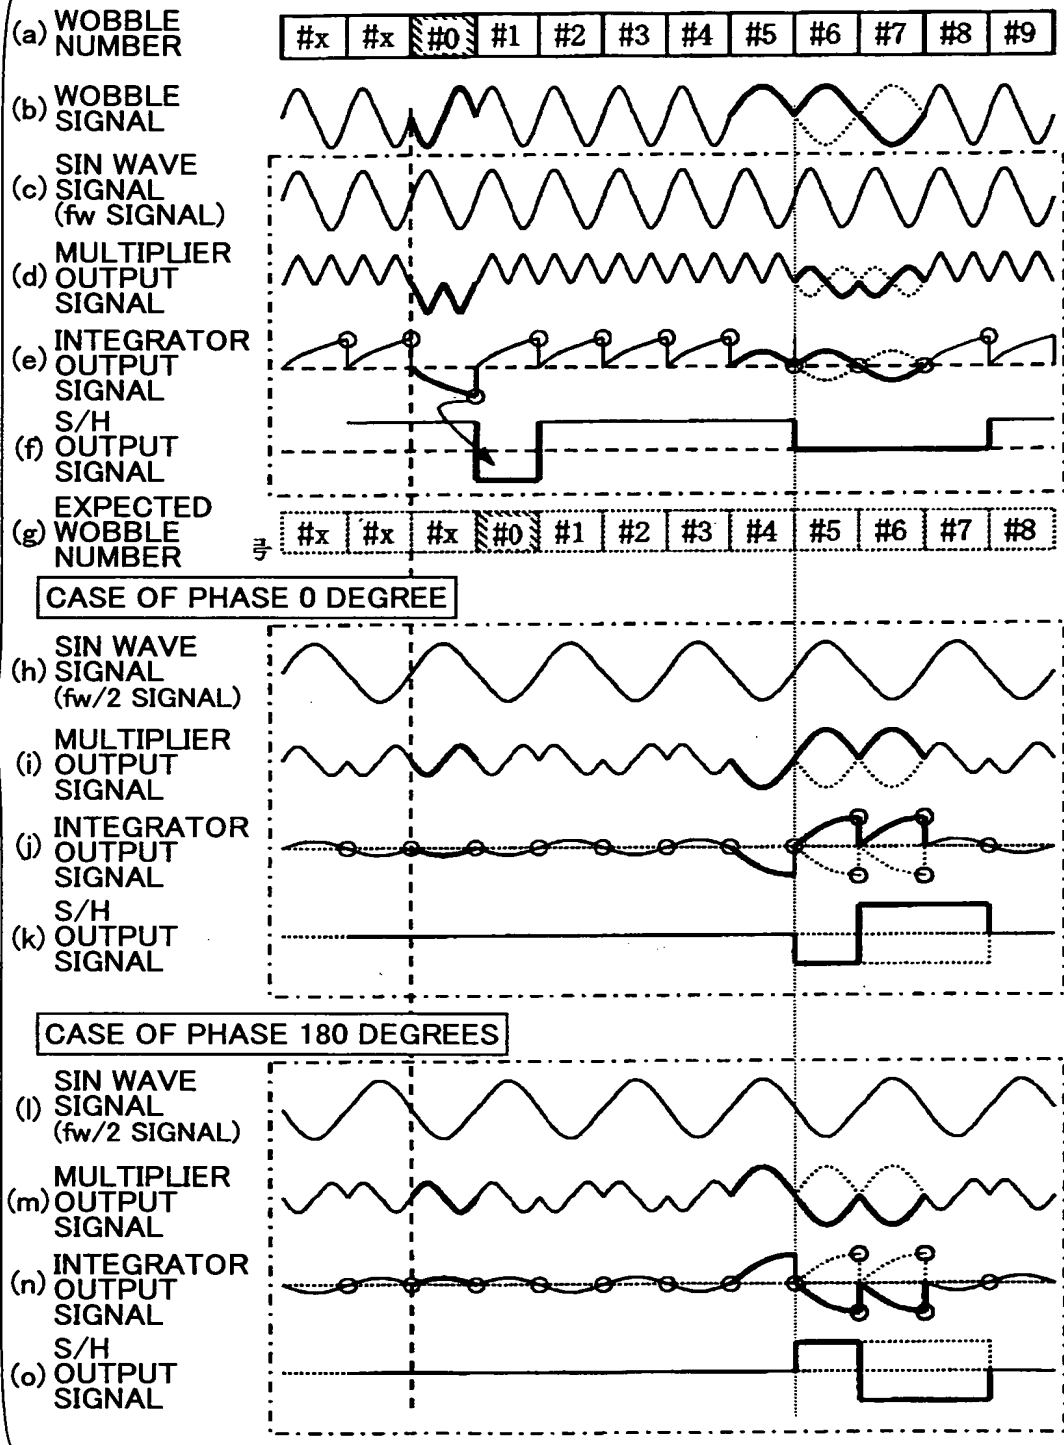 (a) WOBBLE
NUMBER
#x #x #0 #1 #2 #3 #4 #5 #6 #7 #8 #9
(b) WOBBLE
SIGNAL
SIN WAVE
(c) SIGNAL
(fw SIGNAL)
MULTIPLIER
(d) OUTPUT
SIGNAL
INTEGRATOR
(e) OUTPUT
SIGNAL
S/H
(f) OUTPUT
SIGNAL
EXPECTED
(g) WOBBLE
NUMBER
#x #x #x #0 #1 #2 #3 #4 #5 #6 #7 #8
CASE OF PHASE 0 DEGREE
SIN WAVE
(h) SIGNAL
(fw/2 SIGNAL)
MULTIPLIER
(i) OUTPUT
SIGNAL
INTEGRATOR
(j) OUTPUT
SIGNAL
S/H
(k) OUTPUT
SIGNAL
CASE OF PHASE 180 DEGREES
SIN WAVE
(l) SIGNAL
(fw/2 SIGNAL)
MULTIPLIER
(m) OUTPUT
SIGNAL
INTEGRATOR
(n) OUTPUT
SIGNAL
S/H
(o) OUTPUT
SIGNAL